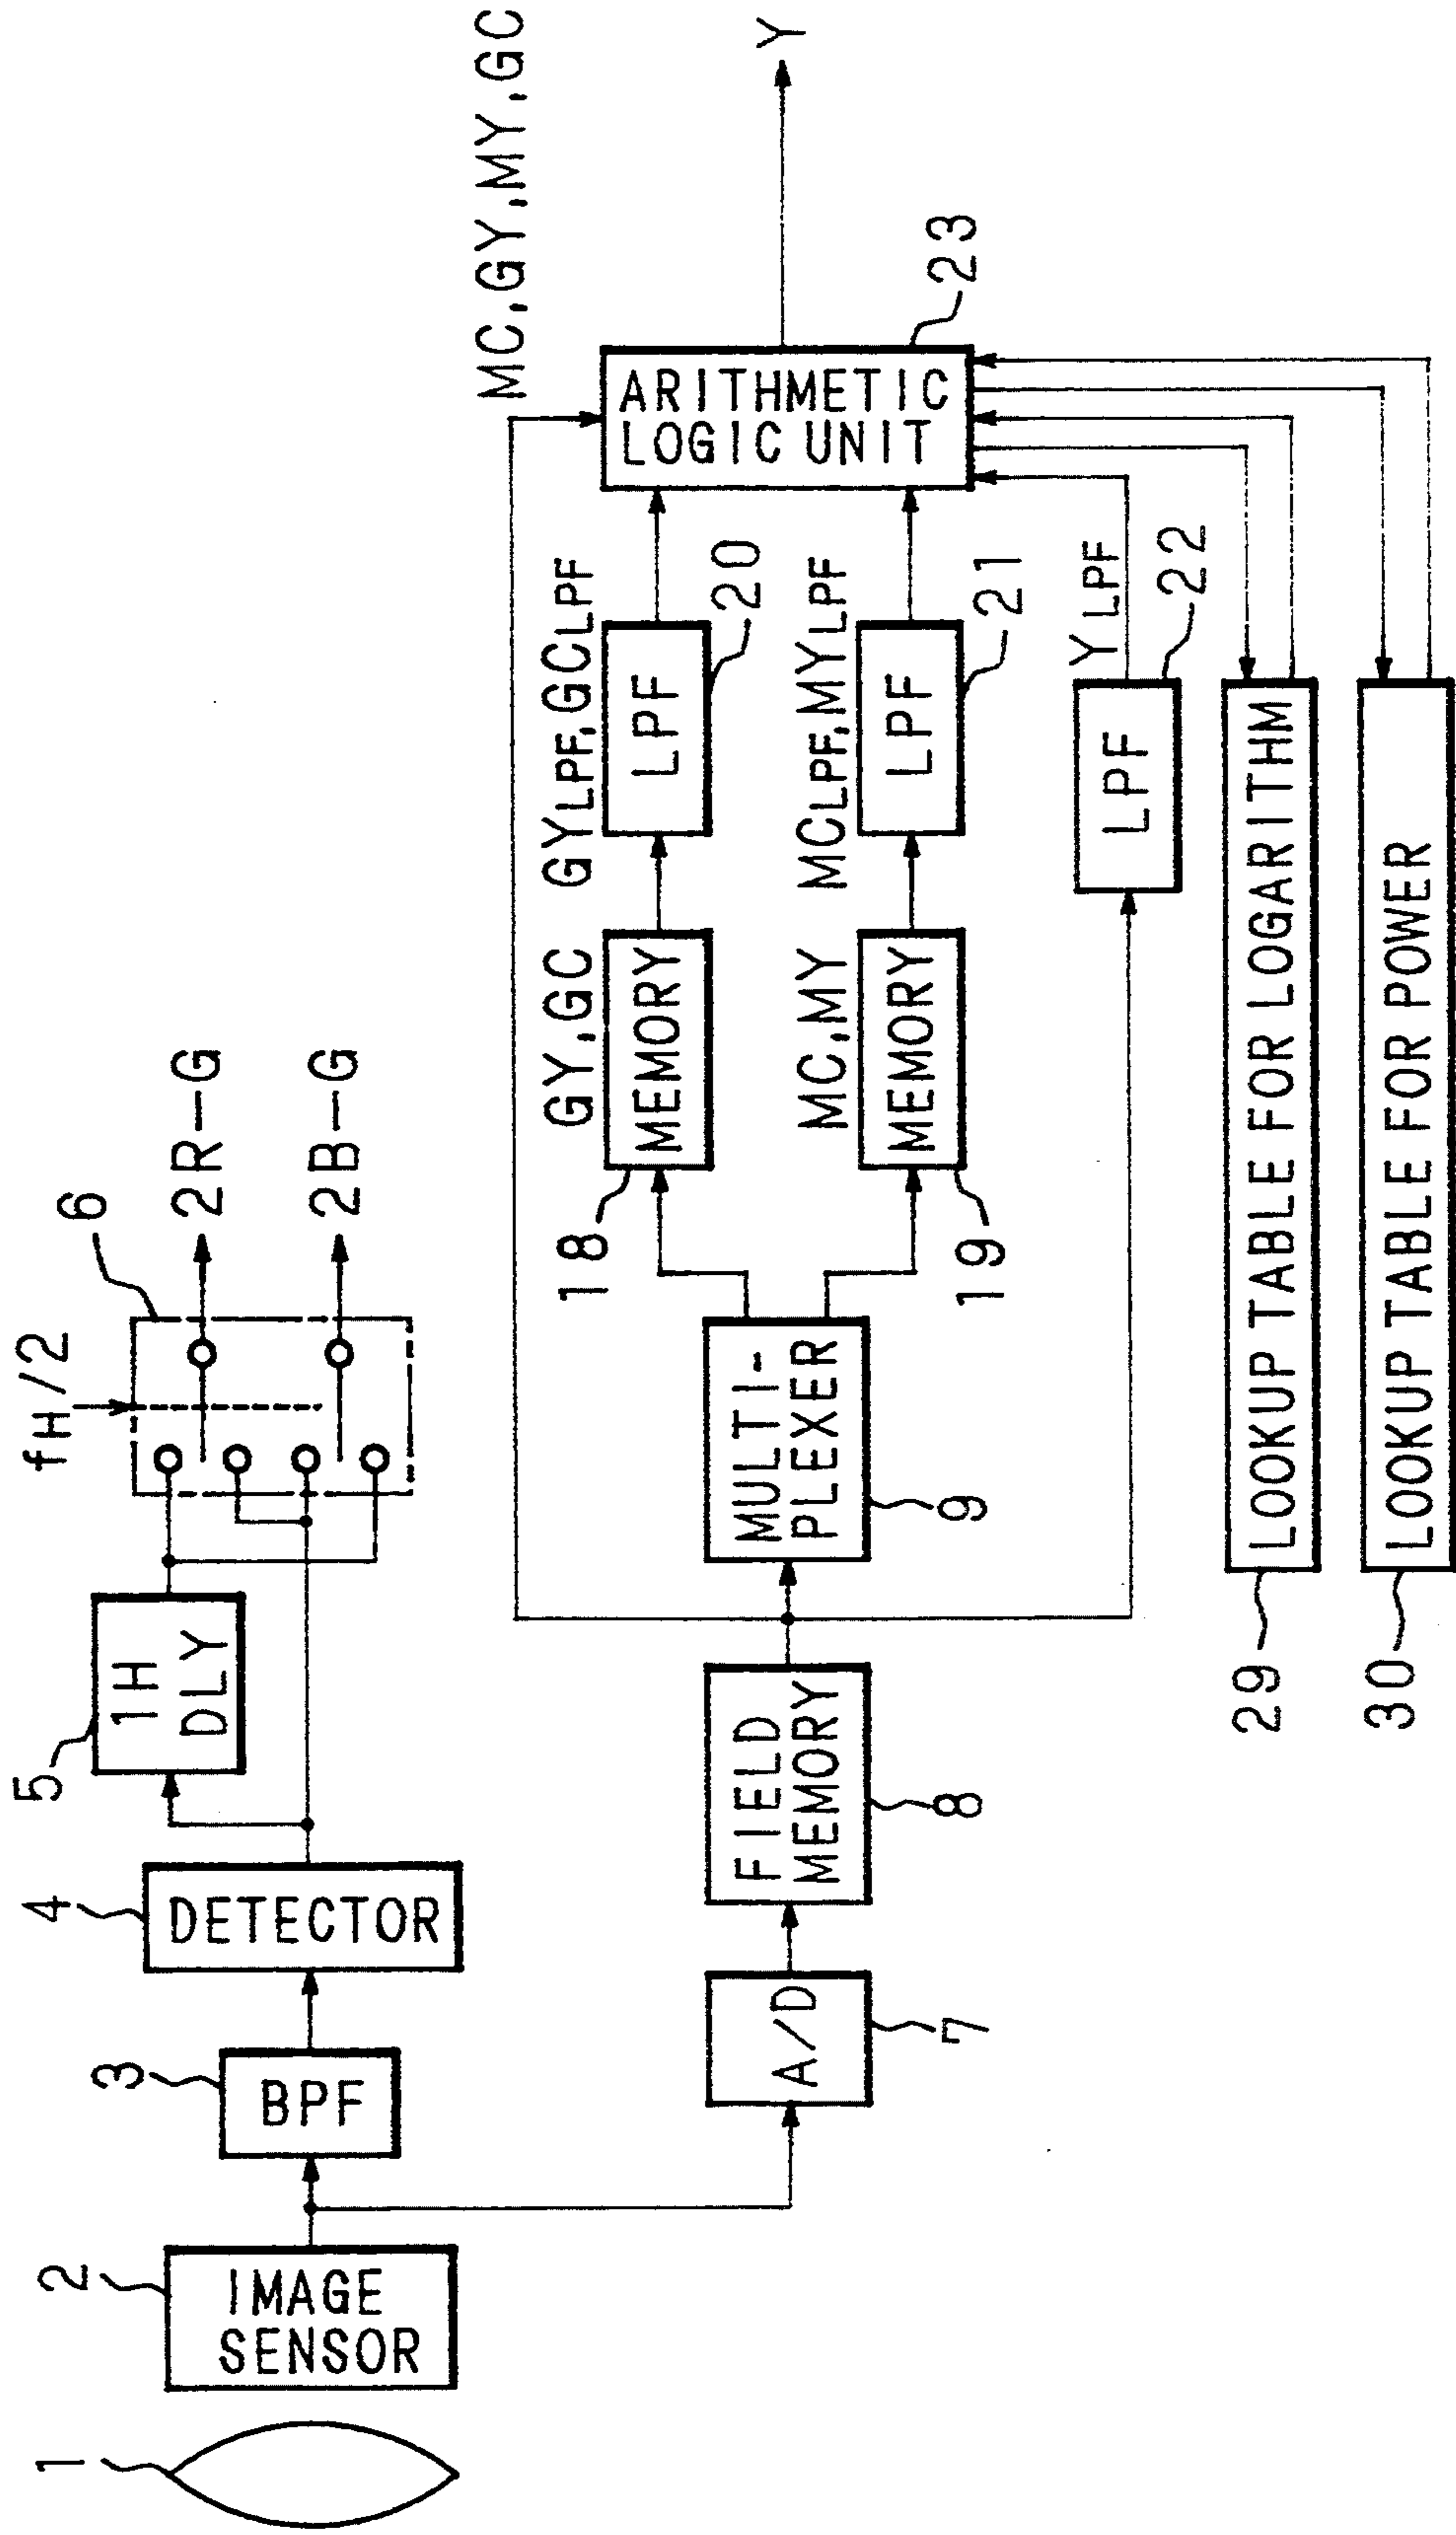 1
2
IMAGE
SENSOR
3
BPF
4
DETECTOR
5
1H
DLY
fH/2
6
2R-G
2B-G
7
A/D
8
FIELD
MEMORY
9
MULTI-
PLEXER
MC,GY,MY,GC
18
GY,GC
MEMORY
GYLPF,GCLPF
LPF
20
19
MC,MY
MEMORY
MCLPF,MYLPF
LPF
21
YLPF
LPF
22
ARITHMETIC
LOGIC UNIT
23
Y
29
LOOKUP TABLE FOR LOGARITHM
30
LOOKUP TABLE FOR POWER